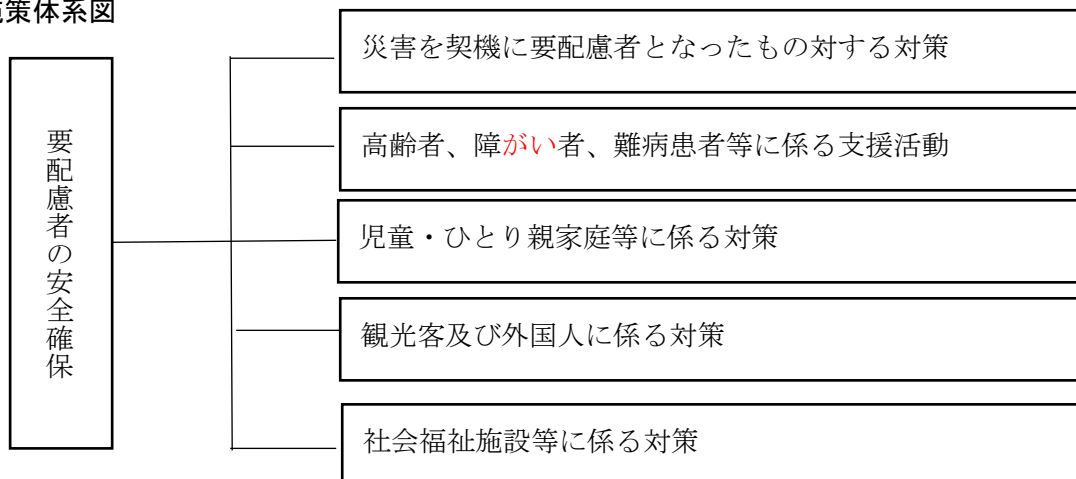 施策体系図
要配慮者の安全確保
災害を契機に要配慮者となったもの対する対策
高齢者、障がい者、難病患者等に係る支援活動
児童・ひとり親家庭等に係る対策
観光客及び外国人に係る対策
社会福祉施設等に係る対策